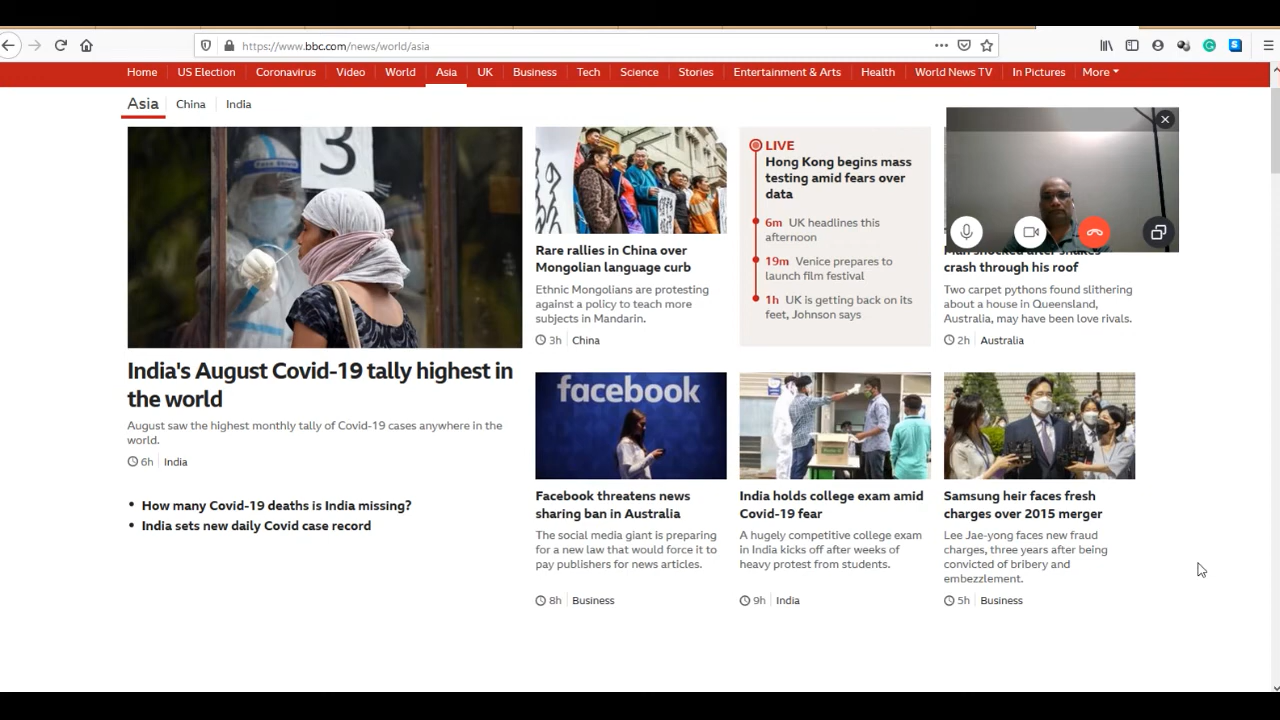 https://www.bbc.com/news/world/asia
Home US Election Coronavirus Video World Asia UK Business Tech Science Stories Entertainment & Arts Health World News TV In Pictures More
Asia China India
3
India's August Covid-19 tally highest in
the world
August saw the highest monthly tally of Covid-19 cases anywhere in the
world.
6h India
How many Covid-19 deaths is India missing?
India sets new daily Covid case record
Rare rallies in China over
Mongolian language curb
Ethnic Mongolians are protesting
against a policy to teach more
subjects in Mandarin.
3h China
LIVE
Hong Kong begins mass
testing amid fears over
data
6m UK headlines this
afternoon
19m Venice prepares to
launch film festival
1h UK is getting back on its
feet, Johnson says
crash through his roof
Two carpet pythons found slithering
about a house in Queensland,
Australia, may have been love rivals.
2h Australia
facebook
Facebook threatens news
sharing ban in Australia
The social media giant is preparing
for a new law that would force it to
pay publishers for news articles.
8h Business
India holds college exam amid
Covid-19 fear
A hugely competitive college exam
in India kicks off after weeks of
heavy protest from students.
9h India
Samsung heir faces fresh
charges over 2015 merger
Lee Jae-yong faces new fraud
charges, three years after being
convicted of bribery and
embezzlement.
5h Business